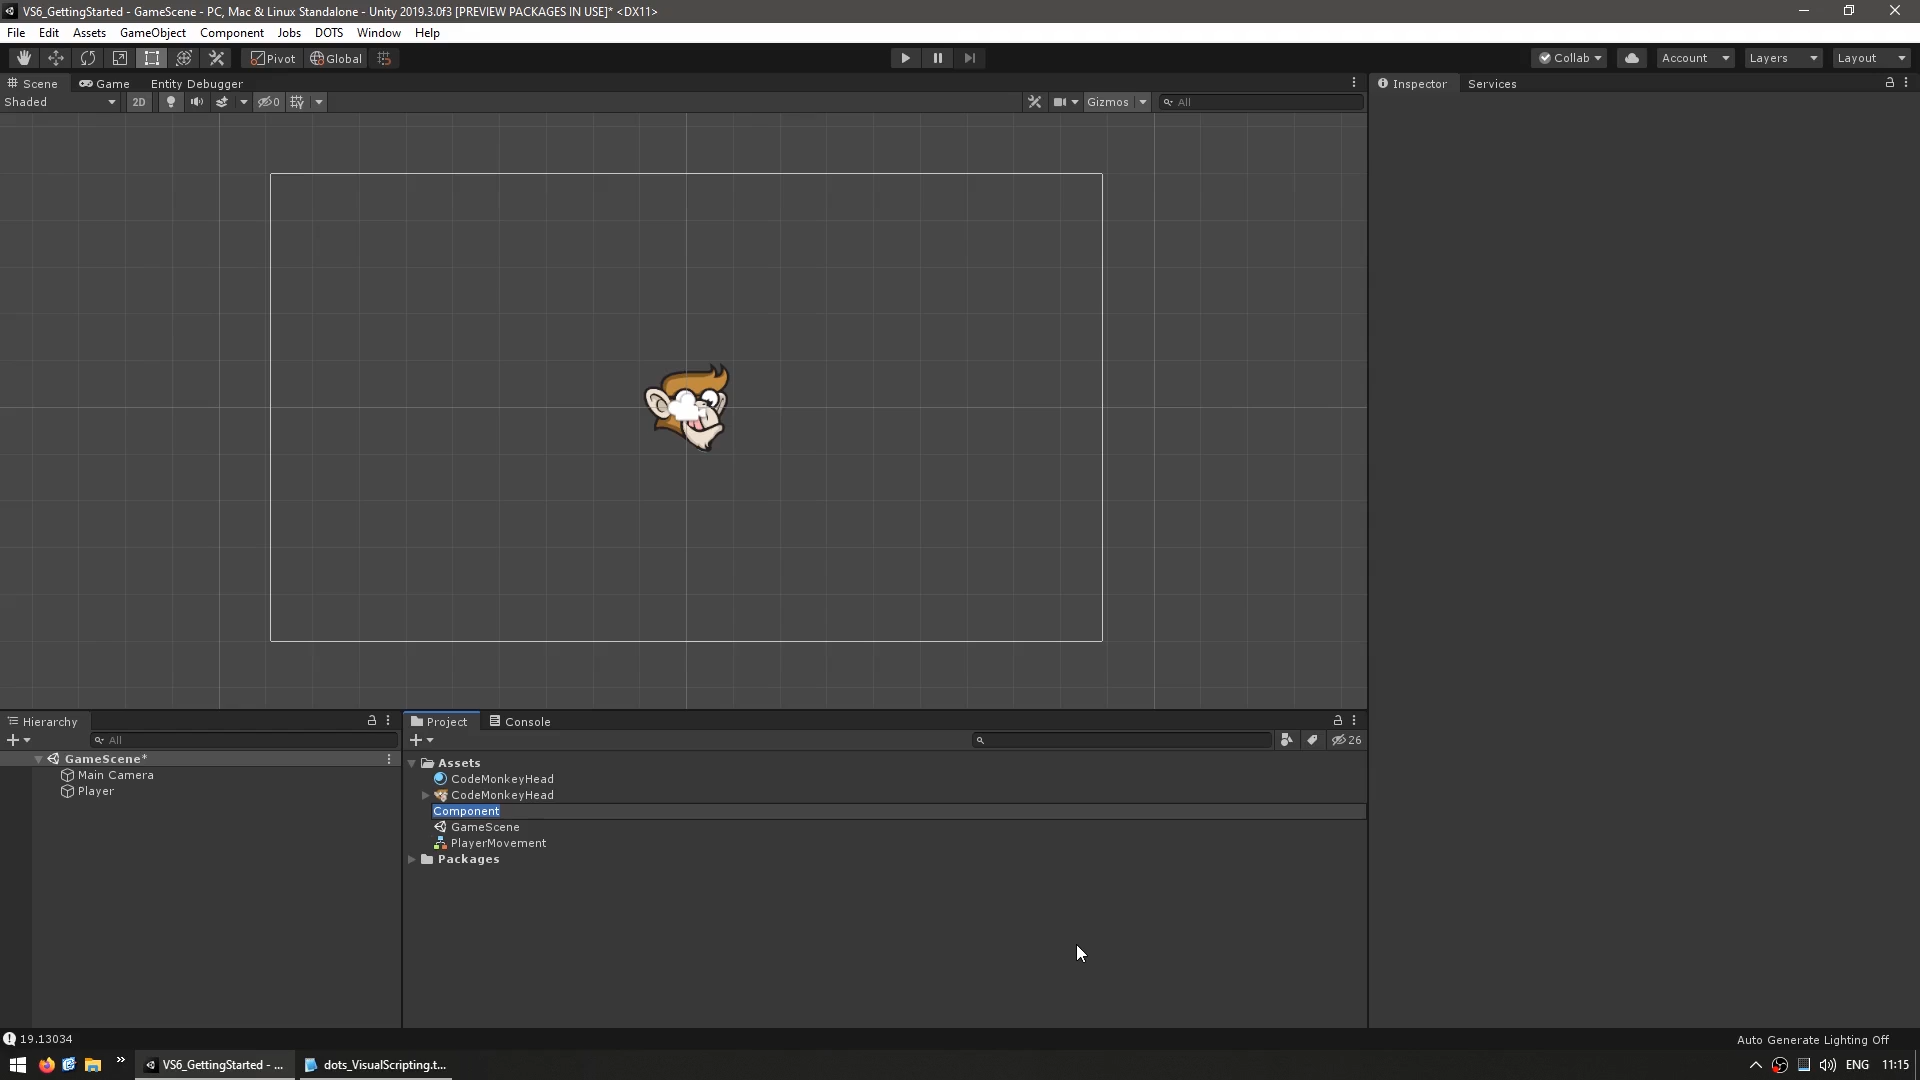 VS6_GettingStarted - GameScene - PC, Mac & Linux Standalone - Unity 2019.3.0f3 [PREVIEW PACKAGES IN USE]* <DX11>
File Edit Assets GameObject Component Jobs DOTS Window Help
Pivot Global Collab Account Layers Layout
Scene Game Entity Debugger Inspector Services
Shaded 2D 0 Gizmos All
Hierarchy Project Console
All 26
GameScene* Assets
Main Camera CodeMonkeyHead
Player CodeMonkeyHead
Component
GameScene
PlayerMovement
Packages
19.13034 Auto Generate Lighting Off
VS6_GettingStarted - ... dots_VisualScripting.t... ENG 11:15